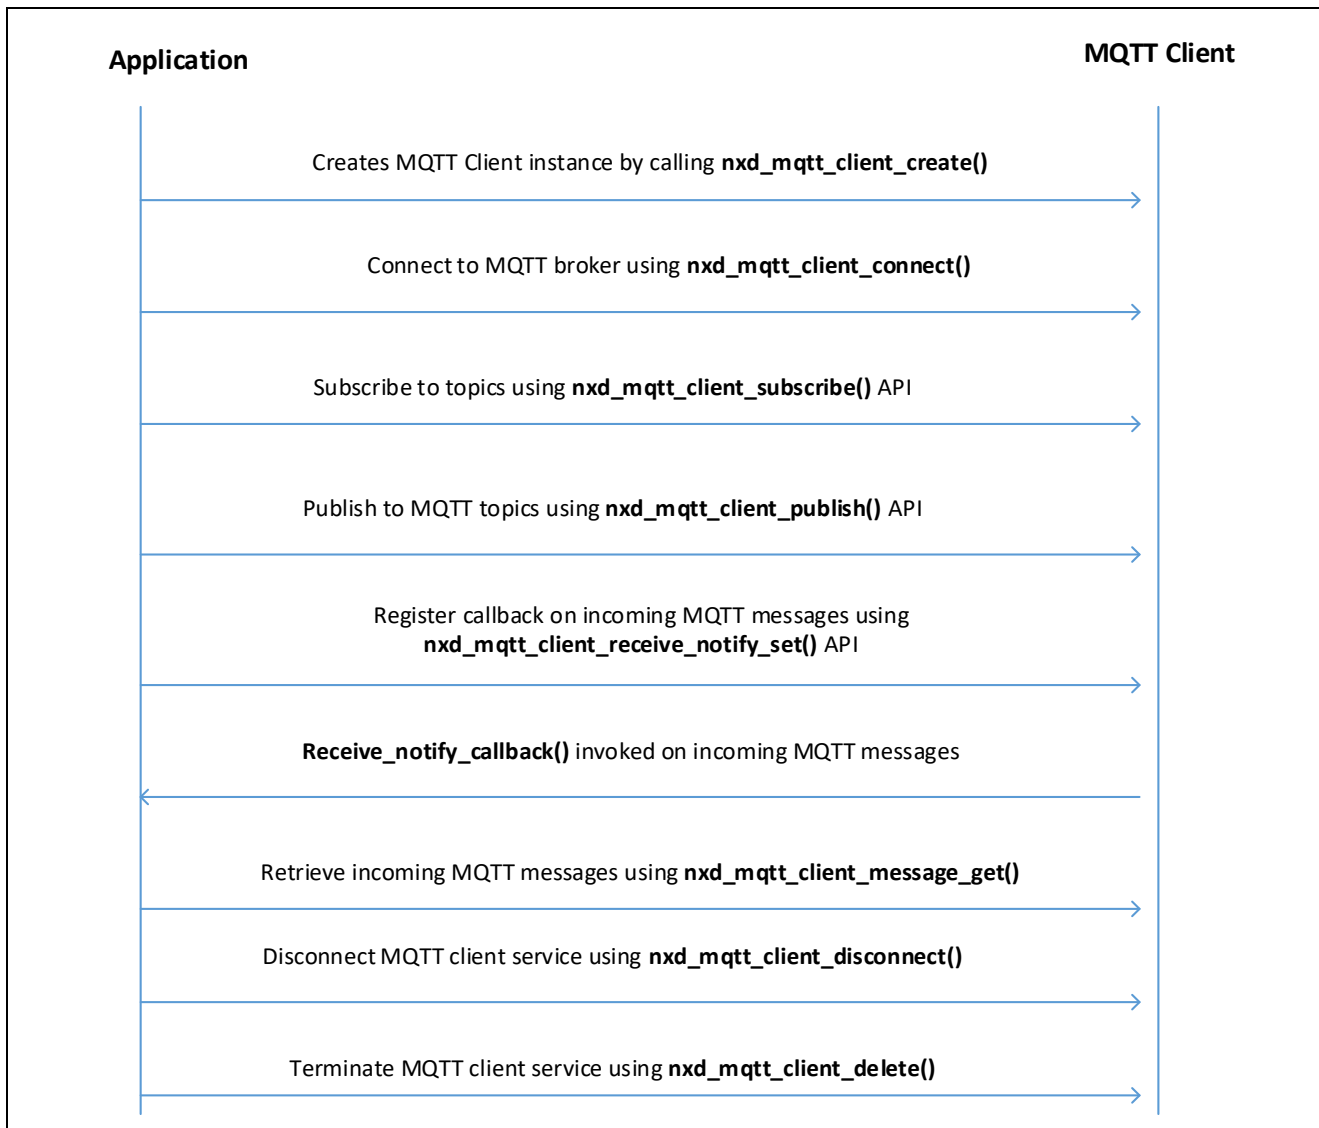 Application
MQTT Client
Creates MQTT Client instance by calling nxd_mqtt_client_create()
Connect to MQTT broker using nxd_mqtt_client_connect()
Subscribe to topics using nxd_mqtt_client_subscribe() API
Publish to MQTT topics using nxd_mqtt_client_publish() API
Register callback on incoming MQTT messages using
nxd_mqtt_client_receive_notify_set() API
Receive_notify_callback() invoked on incoming MQTT messages
Retrieve incoming MQTT messages using nxd_mqtt_client_message_get()
Disconnect MQTT client service using nxd_mqtt_client_disconnect()
Terminate MQTT client service using nxd_mqtt_client_delete()